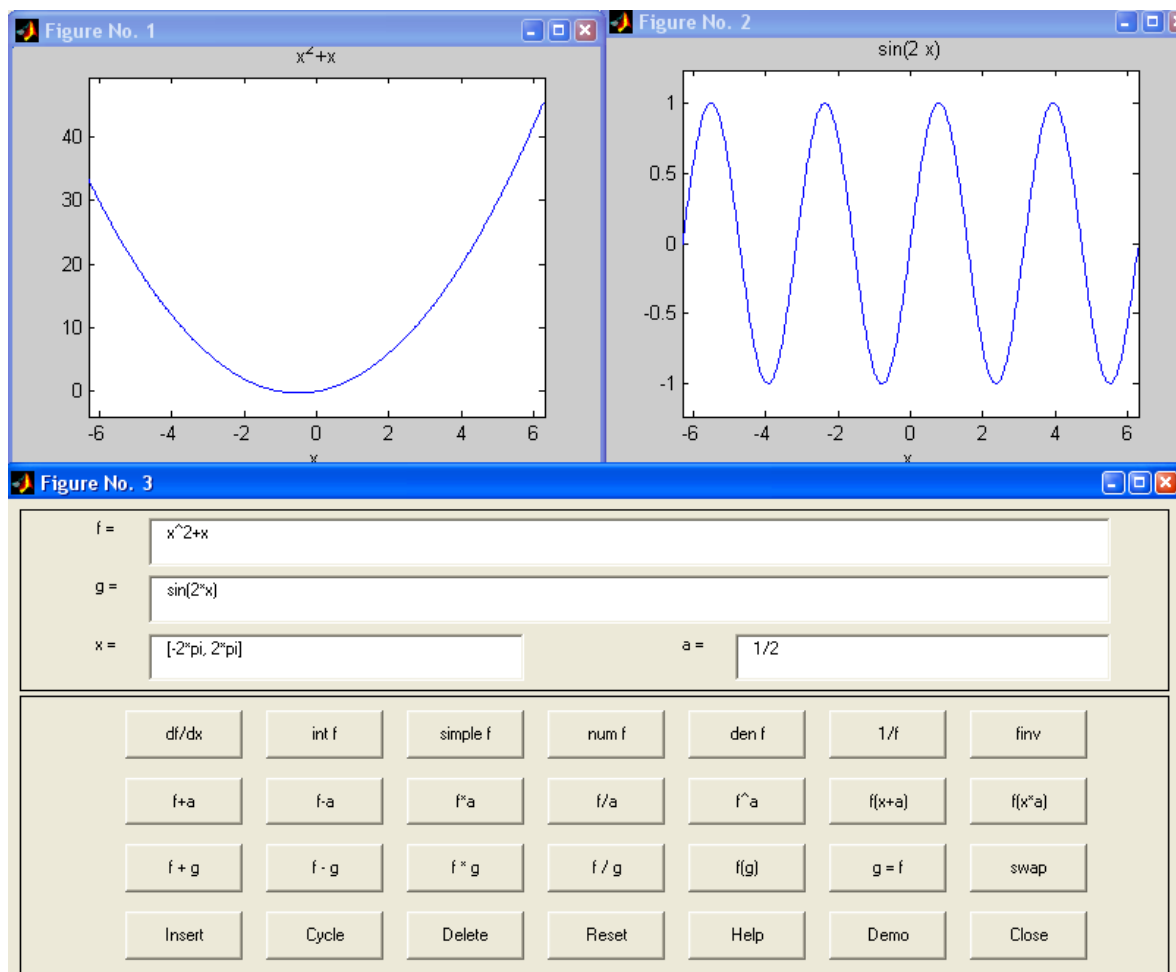 Figure No. 1
x²+x
40
30
20
10
0
-6 -4 -2 0 2 4 6
x
Figure No. 2
sin(2 x)
1
0.5
0
-0.5
-1
-6 -4 -2 0 2 4 6
x
Figure No. 3
f = x^2+x
g = sin(2*x)
x = [-2*pi, 2*pi] a = 1/2
df/dx int f simple f num f den f 1/f finv
f+a f-a f*a f/a f^a f(x+a) f(x*a)
f + g f - g f * g f / g f(g) g = f swap
Insert Cycle Delete Reset Help Demo Close